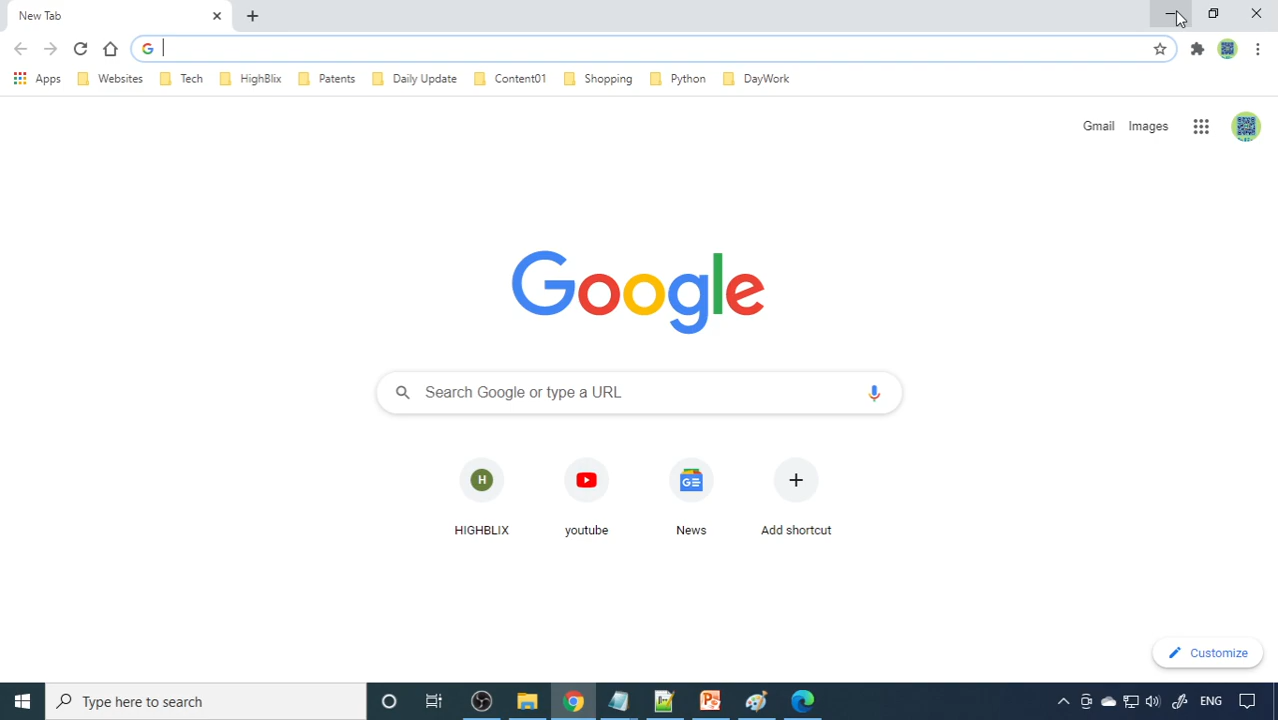 New Tab
Apps Websites Tech HighBlix Patents Daily Update Content01 Shopping Python DayWork
Gmail Images
Google
Search Google or type a URL
H GE
HIGHBLIX youtube News Add shortcut
Customize
Type here to search ENG